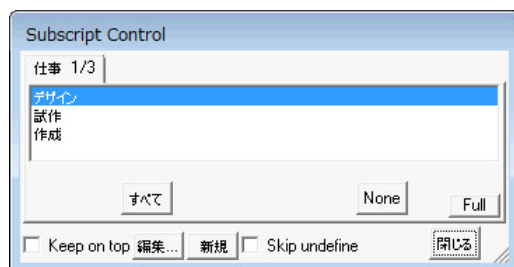 Subscript Control
仕事 1/3
デザイン
試作
作成
すべて None Full
Keep on top 編集... 新規 Skip undefine 閉じる